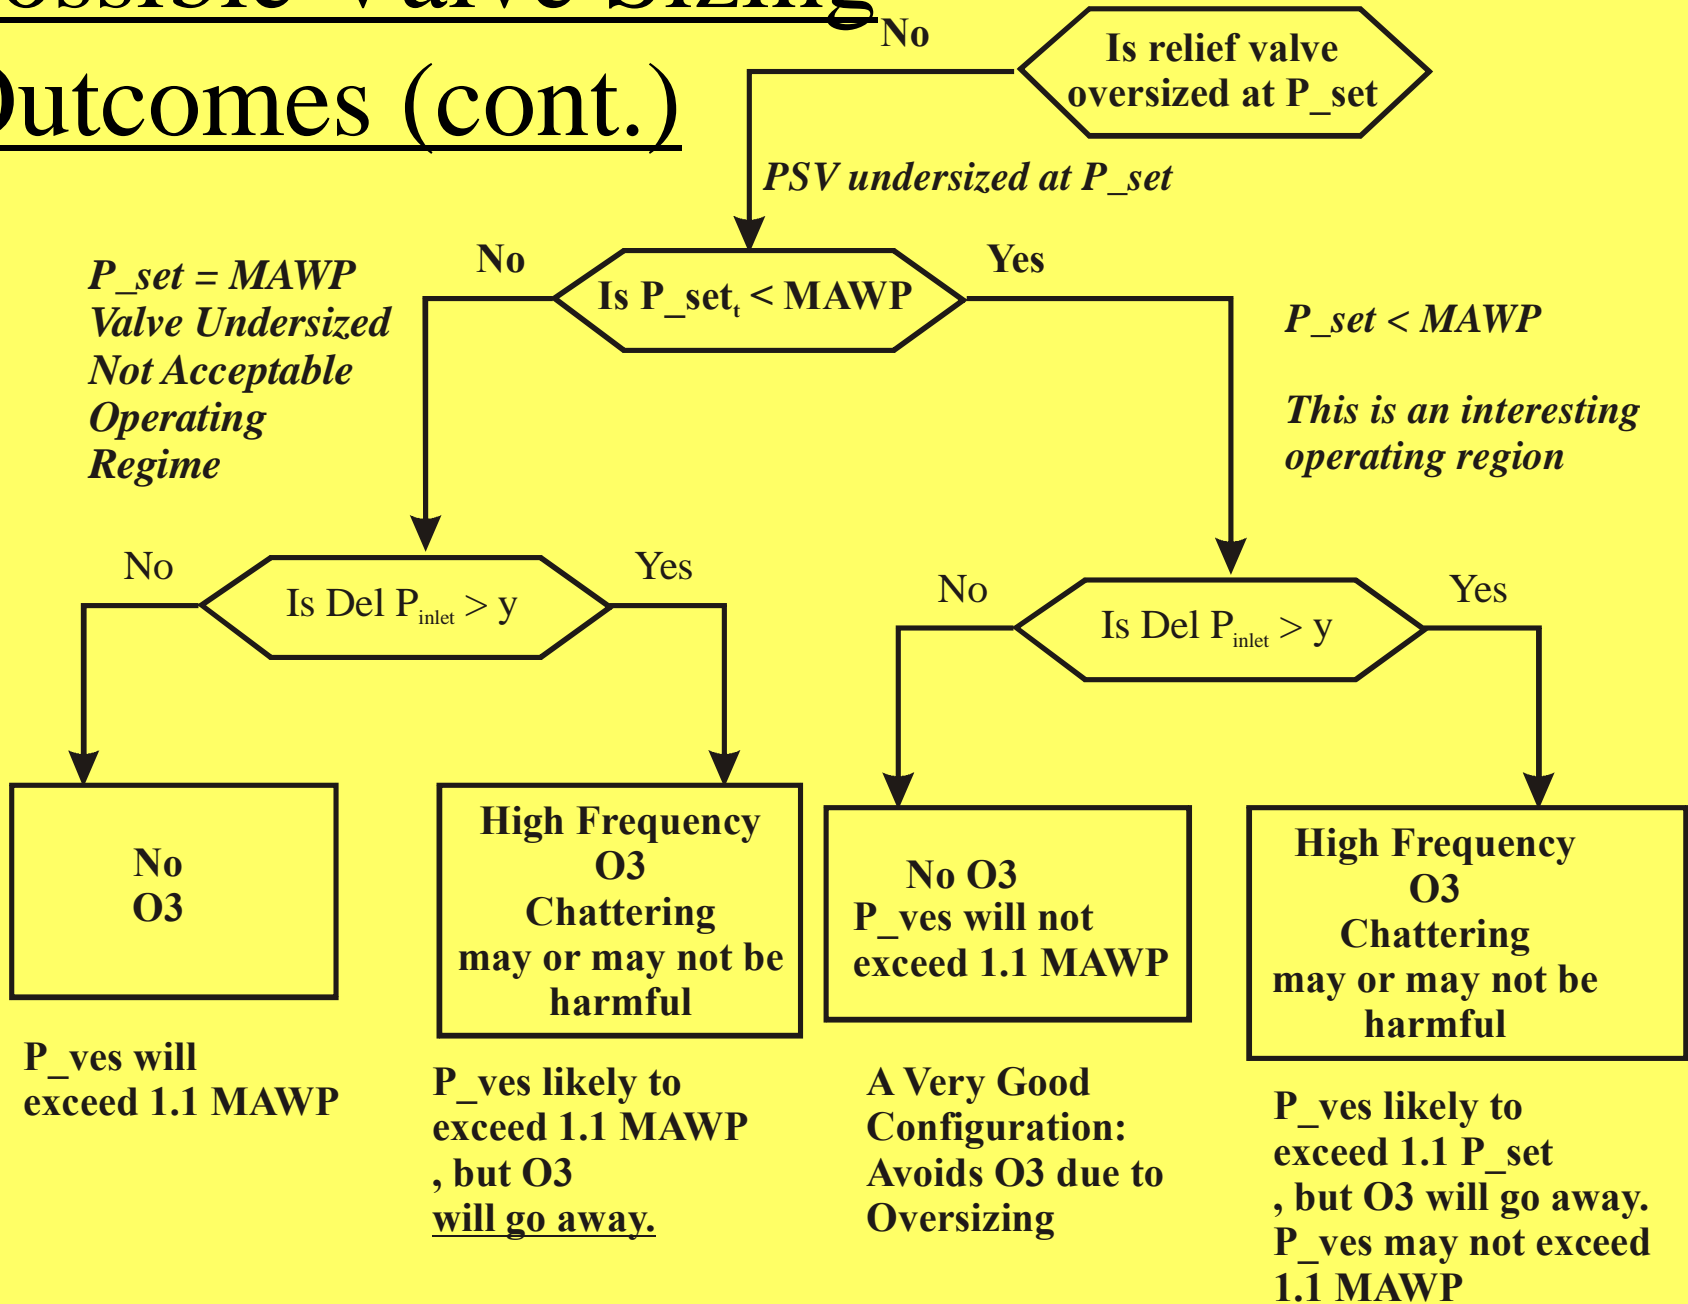 ossible Valve Sizing
Outcomes (cont.)
No
Is relief valve
oversized at P_set
PSV undersized at P_set
No
Is P_set_t < MAWP
Yes
P_set = MAWP
Valve Undersized
Not Acceptable
Operating
Regime
P_set < MAWP
This is an interesting
operating region
No
Is Del P_inlet > y
Yes
No
Is Del P_inlet > y
Yes
No
O3
P_ves will
exceed 1.1 MAWP
High Frequency
O3
Chattering
may or may not be
harmful
P_ves likely to
exceed 1.1 MAWP
, but O3
will go away.
No O3
P_ves will not
exceed 1.1 MAWP
A Very Good
Configuration:
Avoids O3 due to
Oversizing
High Frequency
O3
Chattering
may or may not be
harmful
P_ves likely to
exceed 1.1 P_set
, but O3 will go away.
P_ves may not exceed
1.1 MAWP